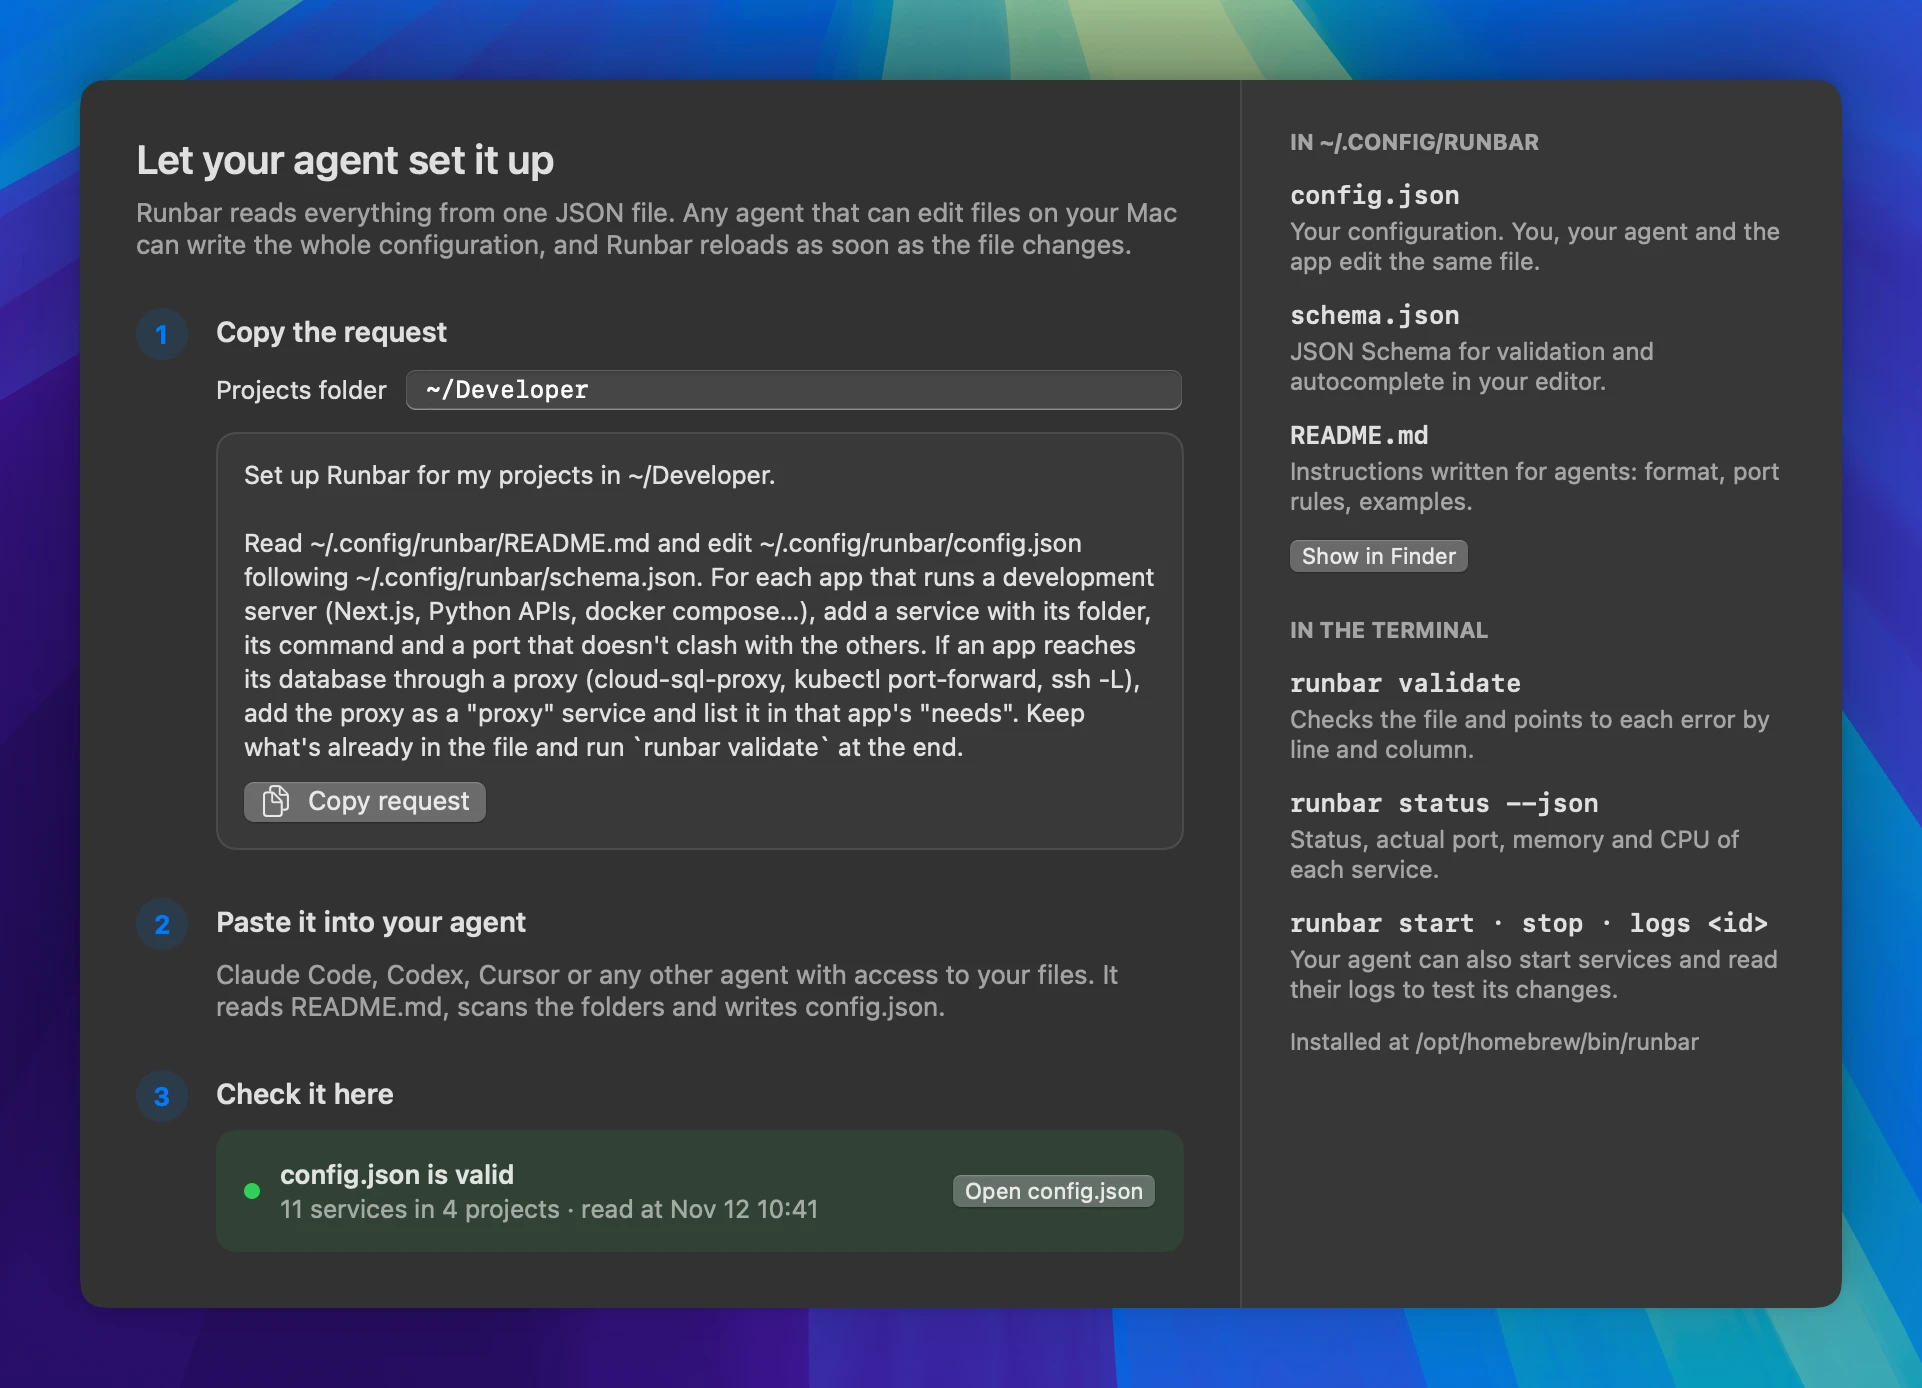 Let your agent set it up
Runbar reads everything from one JSON file. Any agent that can edit files on your Mac
can write the whole configuration, and Runbar reloads as soon as the file changes.
1
Copy the request
Projects folder
~/Developer
Set up Runbar for my projects in ~/Developer.
Read ~/.config/runbar/README.md and edit ~/.config/runbar/config.json
following ~/.config/runbar/schema.json. For each app that runs a development
server (Next.js, Python APIs, docker compose...), add a service with its folder,
its command and a port that doesn't clash with the others. If an app reaches
its database through a proxy (cloud-sql-proxy, kubectl port-forward, ssh -L),
add the proxy as a "proxy" service and list it in that app's "needs". Keep
what's already in the file and run `runbar validate` at the end.
Copy request
2
Paste it into your agent
Claude Code, Codex, Cursor or any other agent with access to your files. It
reads README.md, scans the folders and writes config.json.
3
Check it here
config.json is valid
11 services in 4 projects · read at Nov 12 10:41
Open config.json
IN ~/.CONFIG/RUNBAR
config.json
Your configuration. You, your agent and the
app edit the same file.
schema.json
JSON Schema for validation and
autocomplete in your editor.
README.md
Instructions written for agents: format, port
rules, examples.
Show in Finder
IN THE TERMINAL
runbar validate
Checks the file and points to each error by
line and column.
runbar status --json
Status, actual port, memory and CPU of
each service.
runbar start · stop · logs <id>
Your agent can also start services and read
their logs to test its changes.
Installed at /opt/homebrew/bin/runbar